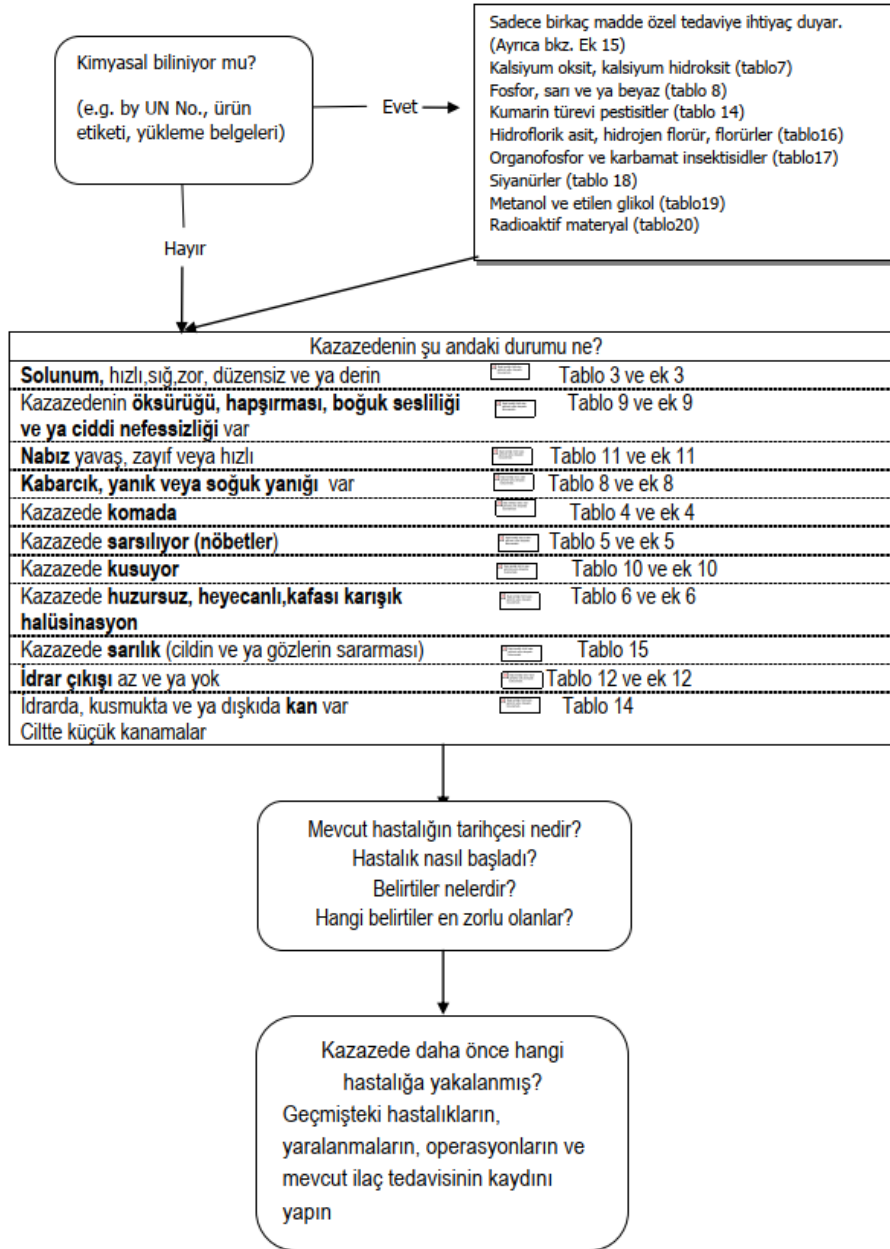 Kimyasal biliniyor mu?
(e.g. by UN No., ürün
etiketi, yükleme belgeleri)
Evet
Sadece birkaç madde özel tedaviye ihtiyaç duyar.
(Ayrıca bkz. Ek 15)
Kalsiyum oksit, kalsiyum hidroksit (tablo7)
Fosfor, sarı ve ya beyaz (tablo 8)
Kumarin türevi pestisitler (tablo 14)
Hidroflorik asit, hidrojen florür, florürler (tablo16)
Organofosfor ve karbamat insektisidler (tablo17)
Siyanürler (tablo 18)
Metanol ve etilen glikol (tablo19)
Radioaktif materyal (tablo20)
Hayır
Kazazedenin şu andaki durumu ne?
Solunum, hızlı,sığ,zor, düzensiz ve ya derin Tablo 3 ve ek 3
Kazazedenin öksürüğü, hapşırması, boğuk sesliliği Tablo 9 ve ek 9
ve ya ciddi nefessizliği var
Nabız yavaş, zayıf veya hızlı Tablo 11 ve ek 11
Kabarcık, yanık veya soğuk yanığı var Tablo 8 ve ek 8
Kazazede komada Tablo 4 ve ek 4
Kazazede sarsılıyor (nöbetler) Tablo 5 ve ek 5
Kazazede kusuyor Tablo 10 ve ek 10
Kazazede huzursuz, heyecanlı,kafası karışık Tablo 6 ve ek 6
halüsinasyon
Kazazede sarılık (cildin ve ya gözlerin sararması) Tablo 15
İdrar çıkışı az ve ya yok Tablo 12 ve ek 12
İdrarda, kusmukta ve ya dışkıda kan var Tablo 14
Ciltte küçük kanamalar
Mevcut hastalığın tarihçesi nedir?
Hastalık nasıl başladı?
Belirtiler nelerdir?
Hangi belirtiler en zorlu olanlar?
Kazazede daha önce hangi
hastalığa yakalanmış?
Geçmişteki hastalıkların,
yaralanmaların, operasyonların ve
mevcut ilaç tedavisinin kaydını
yapın